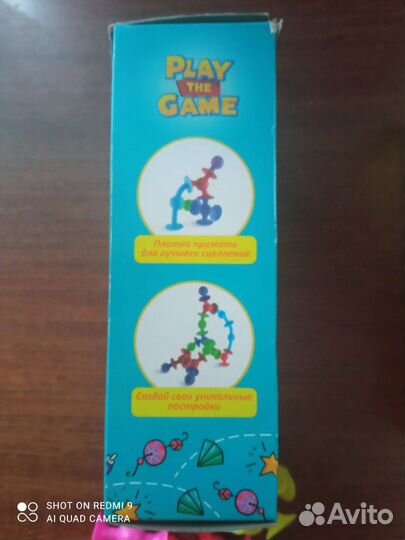 PLAY
THE
GAME
Плотно прижать
для лучшего сцепления
Создай свои уникальные
постройки
SHOT ON REDMI 9
AI QUAD CAMERA
Avito